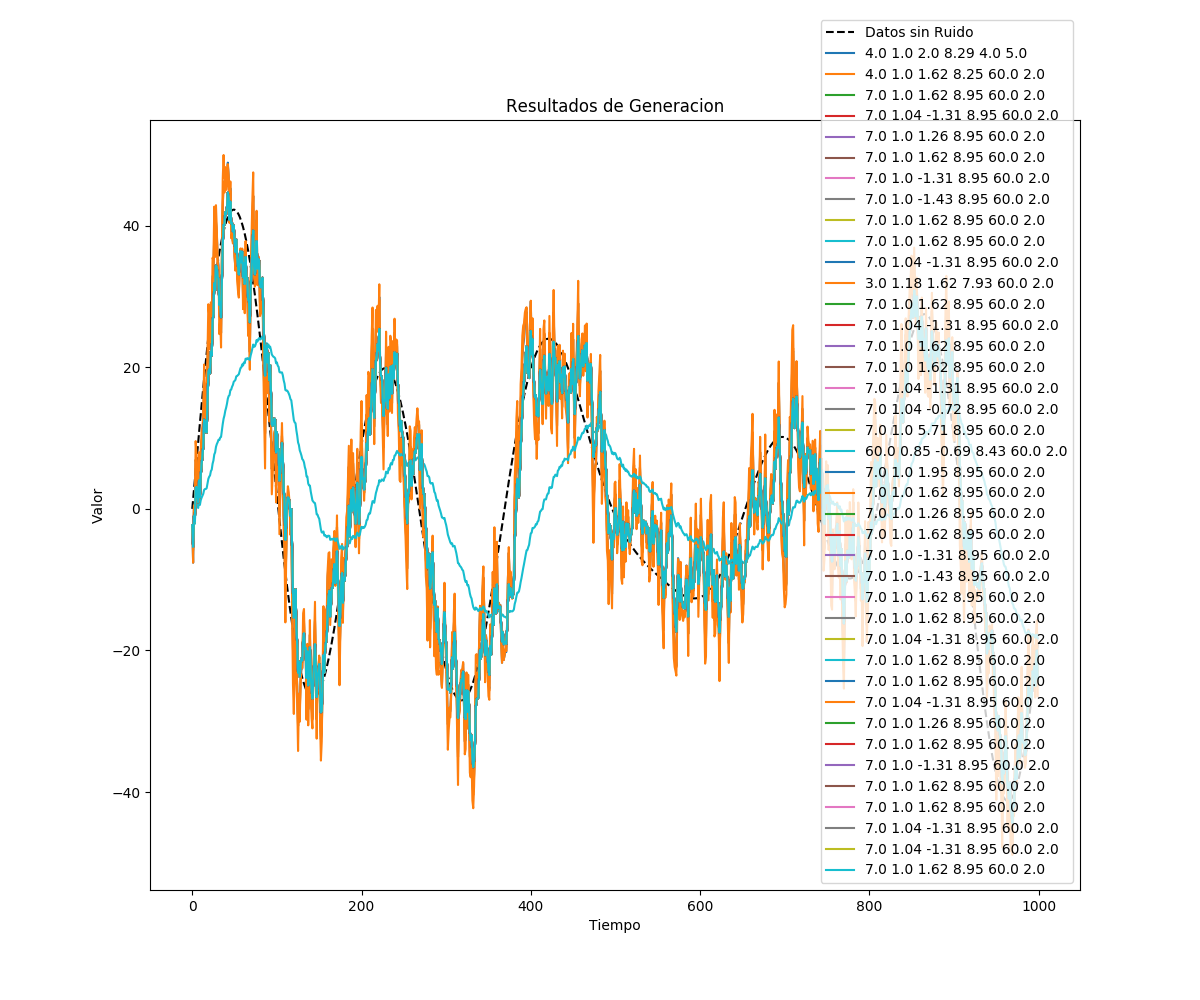 Resultados de Generacion
Datos sin Ruido
4.0 1.0 2.0 8.29 4.0 5.0
4.0 1.0 1.62 8.25 60.0 2.0
7.0 1.0 1.62 8.95 60.0 2.0
7.0 1.04 -1.31 8.95 60.0 2.0
7.0 1.0 1.26 8.95 60.0 2.0
7.0 1.0 1.62 8.95 60.0 2.0
7.0 1.0 -1.31 8.95 60.0 2.0
7.0 1.0 -1.43 8.95 60.0 2.0
7.0 1.0 1.62 8.95 60.0 2.0
7.0 1.0 1.62 8.95 60.0 2.0
7.0 1.04 -1.31 8.95 60.0 2.0
3.0 1.18 1.62 7.93 60.0 2.0
7.0 1.0 1.62 8.95 60.0 2.0
7.0 1.04 -1.31 8.95 60.0 2.0
7.0 1.0 1.62 8.95 60.0 2.0
7.0 1.0 1.62 8.95 60.0 2.0
7.0 1.04 -1.31 8.95 60.0 2.0
7.0 1.04 -0.72 8.95 60.0 2.0
7.0 1.0 5.71 8.95 60.0 2.0
60.0 0.85 -0.69 8.43 60.0 2.0
7.0 1.0 1.95 8.95 60.0 2.0
7.0 1.0 1.62 8.95 60.0 2.0
7.0 1.0 1.26 8.95 60.0 2.0
7.0 1.0 1.62 8.95 60.0 2.0
7.0 1.0 -1.31 8.95 60.0 2.0
7.0 1.0 -1.43 8.95 60.0 2.0
7.0 1.0 1.62 8.95 60.0 2.0
7.0 1.0 1.62 8.95 60.0 2.0
7.0 1.04 -1.31 8.95 60.0 2.0
7.0 1.0 1.62 8.95 60.0 2.0
7.0 1.0 1.62 8.95 60.0 2.0
7.0 1.04 -1.31 8.95 60.0 2.0
7.0 1.0 1.26 8.95 60.0 2.0
7.0 1.0 1.62 8.95 60.0 2.0
7.0 1.0 -1.31 8.95 60.0 2.0
7.0 1.0 1.62 8.95 60.0 2.0
7.0 1.0 1.62 8.95 60.0 2.0
7.0 1.04 -1.31 8.95 60.0 2.0
7.0 1.04 -1.31 8.95 60.0 2.0
7.0 1.0 1.62 8.95 60.0 2.0
Valor
40
20
0
−20
−40
0 200 400 600 800 1000
Tiempo